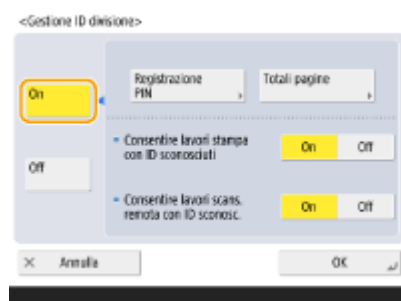 <Gestione ID divisione>
On
Registrazione PIN
Totali pagine
Consentire lavori stampa
con ID sconosciuti
On Off
Off
Consentire lavori scans.
remota con ID sconosc.
On Off
Annulla
OK